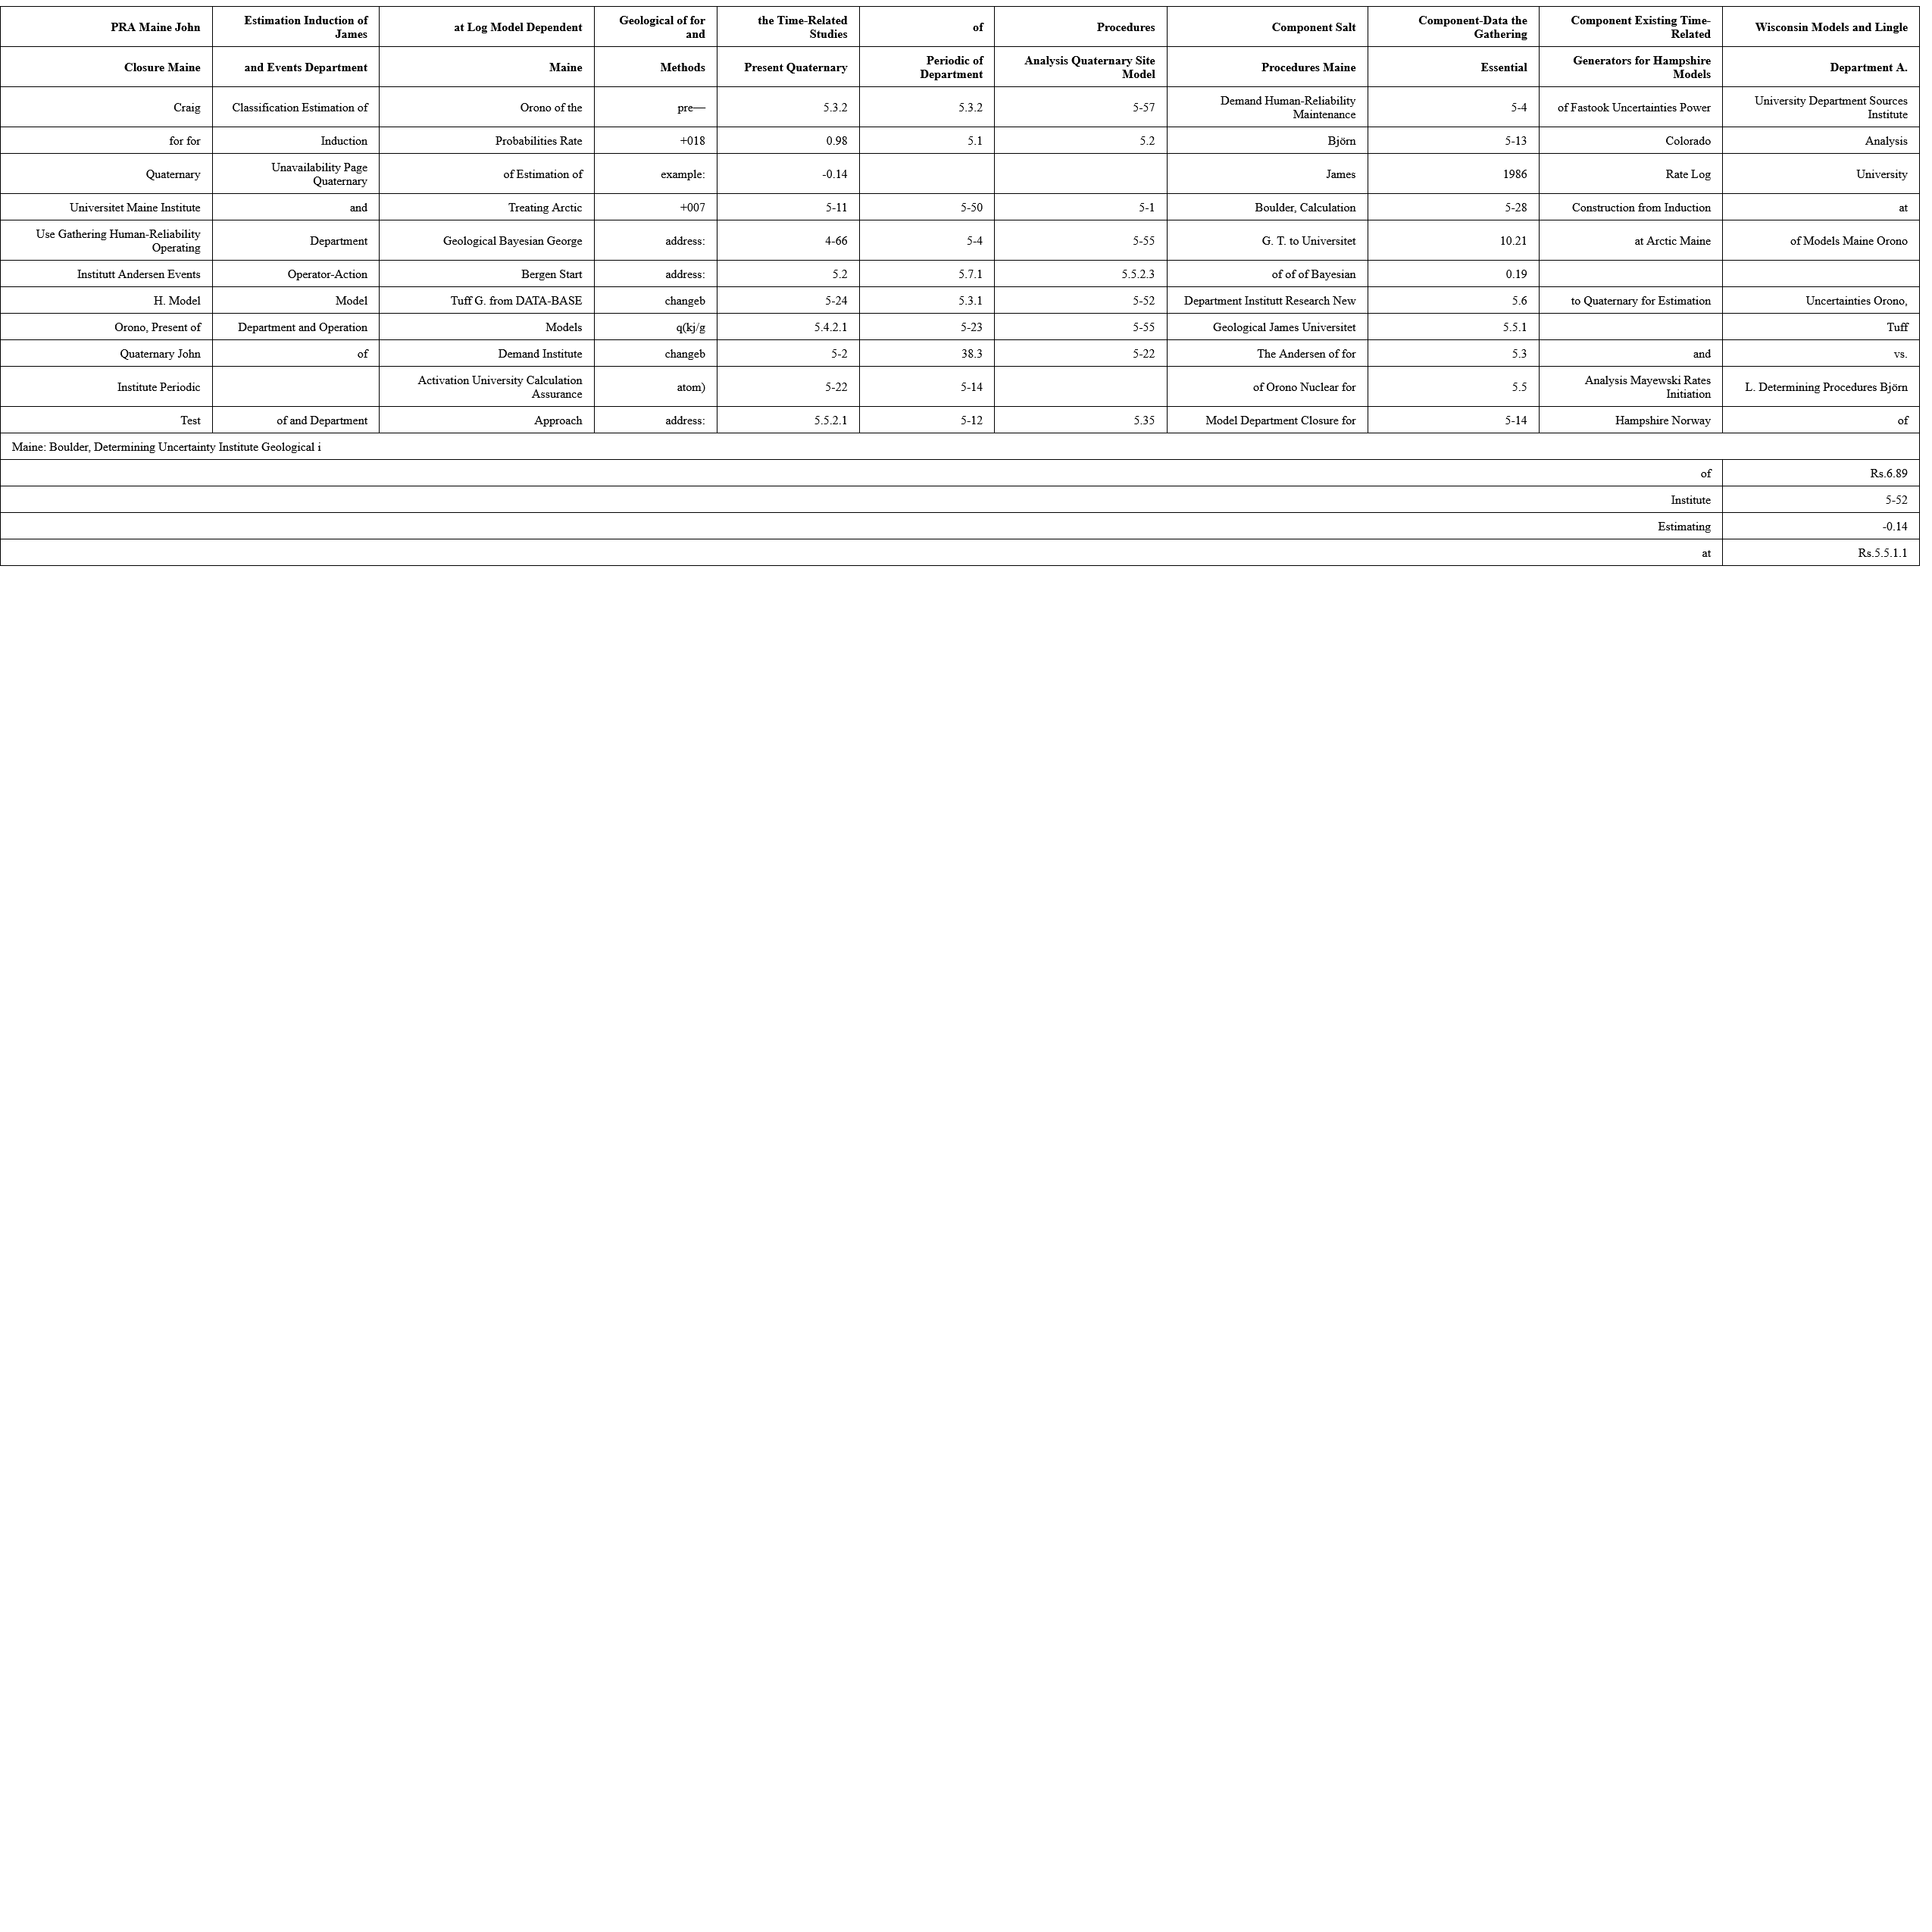 PRA Maine John Estimation Induction of James at Log Model Dependent Geological of for and the Time-Related Studies of Procedures Component Salt Component-Data the Gathering Component Existing Time-Related Wisconsin Models and Lingle
Closure Maine and Events Department Maine Methods Present Quaternary Periodic of Department Analysis Quaternary Site Model Procedures Maine Essential Generators for Hampshire Models Department A.
Craig Classification Estimation of Orono of the pre— 5.3.2 5.3.2 5-57 Demand Human-Reliability Maintenance 5-4 of Fastook Uncertainties Power University Department Sources Institute
for for Induction Probabilities Rate +018 0.98 5.1 5.2 Björn 5-13 Colorado Analysis
Quaternary Unavailability Page Quaternary of Estimation of example: -0.14 James 1986 Rate Log University
Universitet Maine Institute and Treating Arctic +007 5-11 5-50 5-1 Boulder, Calculation 5-28 Construction from Induction at
Use Gathering Human-Reliability Operating Department Geological Bayesian George address: 4-66 5-4 5-55 G. T. to Universitet 10.21 at Arctic Maine of Models Maine Orono
Institutt Andersen Events Operator-Action Bergen Start address: 5.2 5.7.1 5.5.2.3 of of of Bayesian 0.19
H. Model Model Tuff G. from DATA-BASE changeb 5-24 5.3.1 5-52 Department Institutt Research New 5.6 to Quaternary for Estimation Uncertainties Orono,
Orono, Present of Department and Operation Models q(kj/g 5.4.2.1 5-23 5-55 Geological James Universitet 5.5.1 Tuff
Quaternary John of Demand Institute changeb 5-2 38.3 5-22 The Andersen of for 5.3 and vs.
Institute Periodic Activation University Calculation Assurance atom) 5-22 5-14 of Orono Nuclear for 5.5 Analysis Mayewski Rates Initiation L. Determining Procedures Björn
Test of and Department Approach address: 5.5.2.1 5-12 5.35 Model Department Closure for 5-14 Hampshire Norway of
Maine: Boulder, Determining Uncertainty Institute Geological i
of Rs.6.89
Institute 5-52
Estimating -0.14
at Rs.5.5.1.1